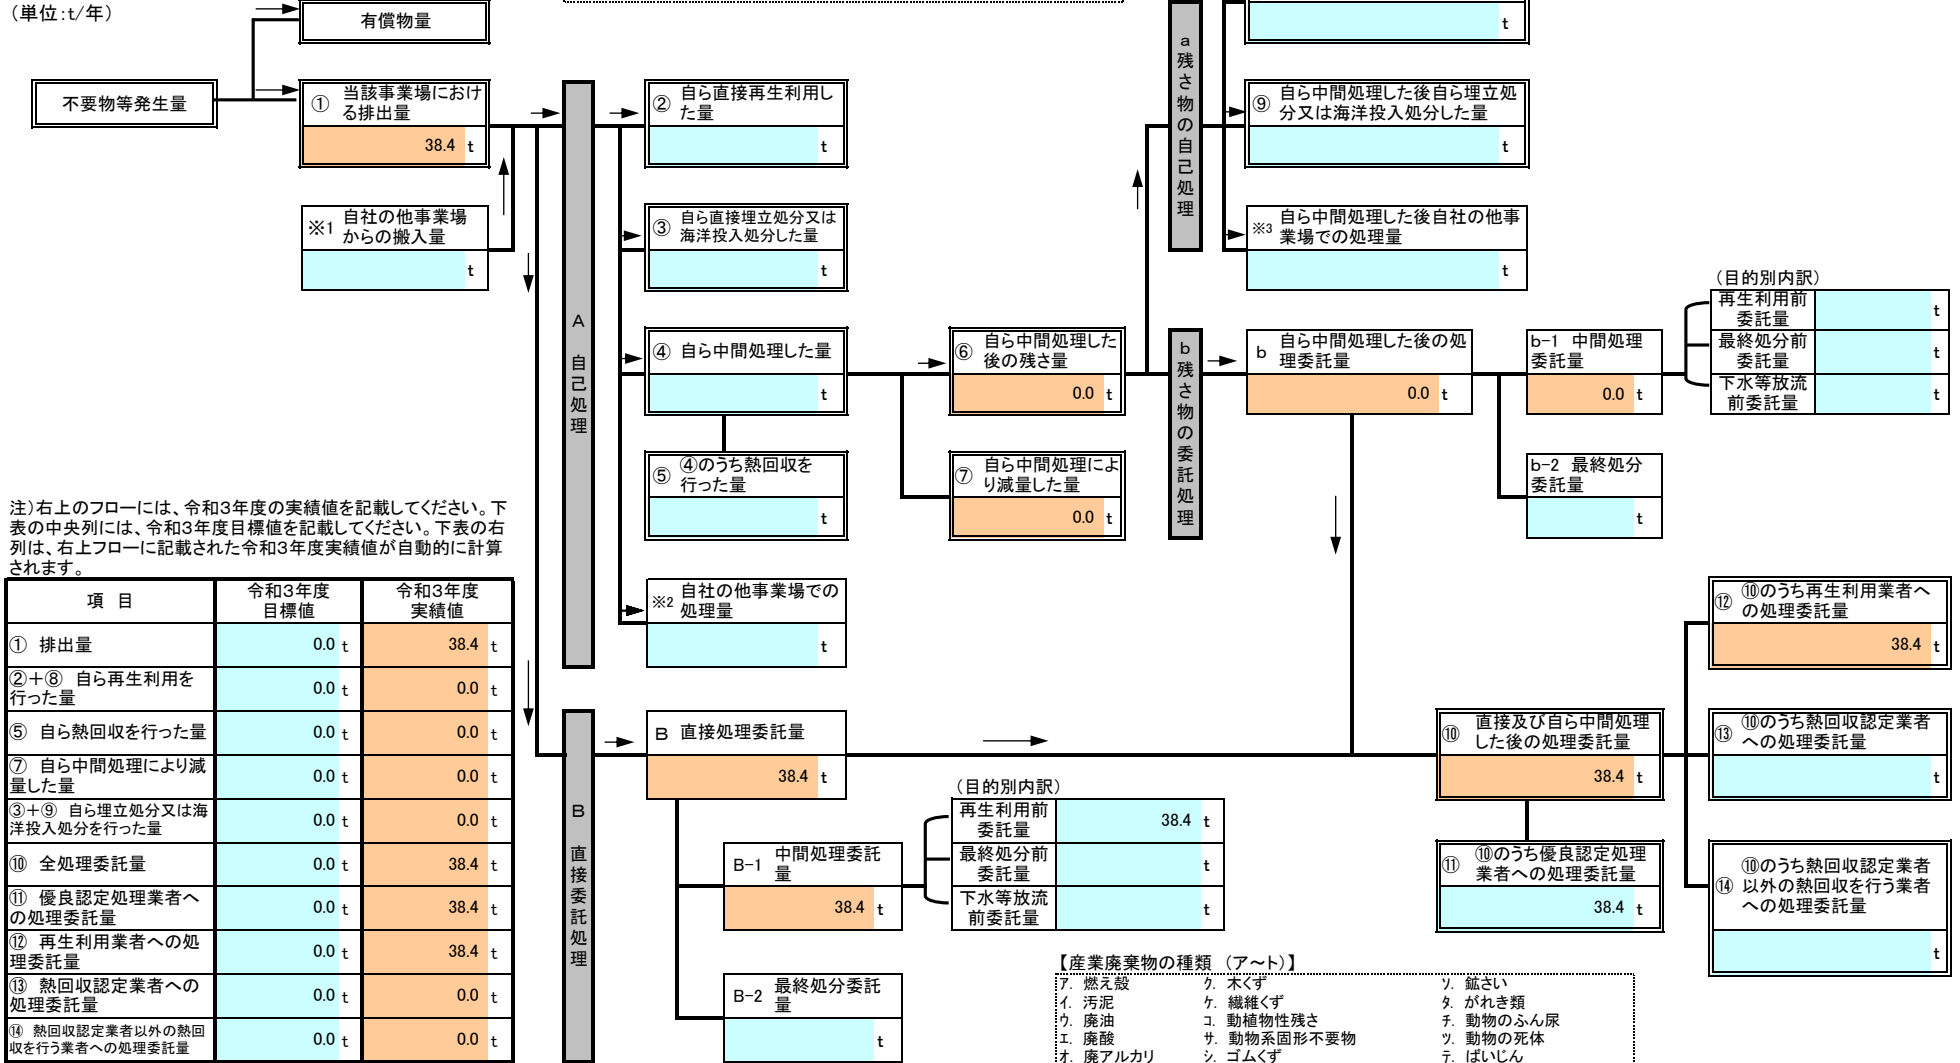 （単位:t/年）
有償物量
t
不要物等発生量
① 当該事業場におけ
る排出量
38.4 t
※1 自社の他事業場
からの搬入量
t
A 自己処理
② 自ら直接再生利用し
た量
t
③ 自ら直接埋立処分又は
海洋投入処分した量
t
④ 自ら中間処理した量
t
⑤ ④のうち熱回収を
行った量
t
※2 自社の他事業場での
処理量
t
⑥ 自ら中間処理した
後の残さ量
0.0 t
⑦ 自ら中間処理によ
り減量した量
0.0 t
a 残さ物の自己処理
⑨ 自ら中間処理した後自ら埋立処
分又は海洋投入処分した量
t
※3 自ら中間処理した後自社の他事
業場での処理量
t
b 残さ物の委託処理
b 自ら中間処理した後の処
理委託量
0.0 t
b-1 中間処理
委託量
0.0 t
b-2 最終処分
委託量
t
（目的別内訳）
再生利用前
委託量
t
最終処分前
委託量
t
下水等放流
前委託量
t
注）右上のフローには、令和3年度の実績値を記載してください。下
表の中央列には、令和3年度目標値を記載してください。下表の右
列は、右上フローに記載された令和3年度実績値が自動的に計算
されます。
項 目
令和3年度
目標値
令和3年度
実績値
① 排出量 0.0 t 38.4 t
②＋⑧ 自ら再生利用を
行った量 0.0 t 0.0 t
⑤ 自ら熱回収を行った量 0.0 t 0.0 t
⑦ 自ら中間処理により減
量した量 0.0 t 0.0 t
③＋⑨ 自ら埋立処分又は海
洋投入処分を行った量 0.0 t 0.0 t
⑩ 全処理委託量 0.0 t 38.4 t
⑪ 優良認定処理業者へ
の処理委託量 0.0 t 38.4 t
⑫ 再生利用業者への処
理委託量 0.0 t 38.4 t
⑬ 熱回収認定業者への
処理委託量 0.0 t 0.0 t
⑭ 熱回収認定業者以外の熱回
収を行う業者への処理委託量 0.0 t 0.0 t
B 直接委託処理
B 直接処理委託量
38.4 t
B-1 中間処理委託
量
38.4 t
B-2 最終処分委託
量
t
（目的別内訳）
再生利用前
委託量
38.4 t
最終処分前
委託量
t
下水等放流
前委託量
t
⑩ 直接及び自ら中間処理
した後の処理委託量
38.4 t
⑪ ⑩のうち優良認定処理
業者への処理委託量
38.4 t
⑫ ⑩のうち再生利用業者へ
の処理委託量
38.4 t
⑬ ⑩のうち熱回収認定業者
への処理委託量
t
⑭ ⑩のうち熱回収認定業者
以外の熱回収を行う業者
への処理委託量
t
【産業廃棄物の種類 （ア～ト）】
ア. 燃え殻 ク. 木くず ソ. 鉱さい
イ. 汚泥 ケ. 繊維くず タ. がれき類
ウ. 廃油 コ. 動植物性残さ チ. 動物のふん尿
エ. 廃酸 サ. 動物系固形不要物 ツ. 動物の死体
オ. 廃アルカリ シ. ゴムくず テ. ばいじん